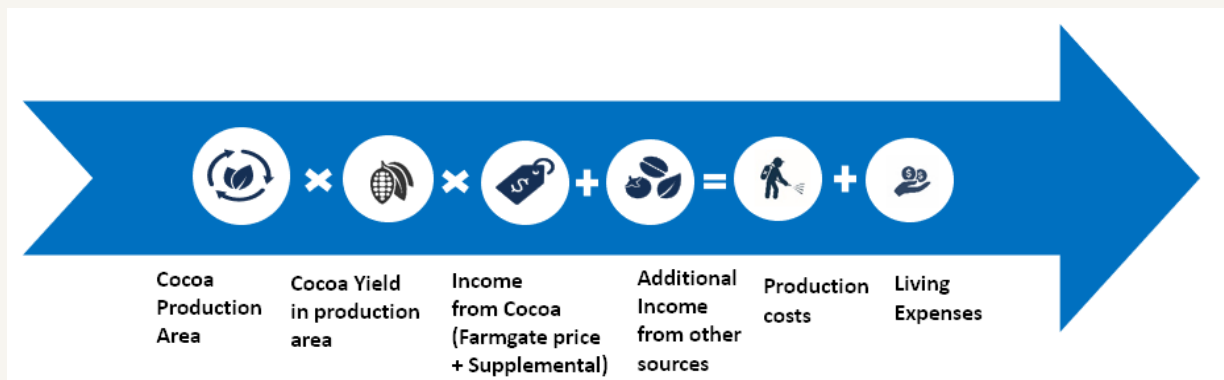 × × + = +
Cocoa
Production
Area
Cocoa Yield
in production
area
Income
from Cocoa
(Farmgate price
+ Supplemental)
Additional
Income
from other
sources
Production
costs
Living
Expenses